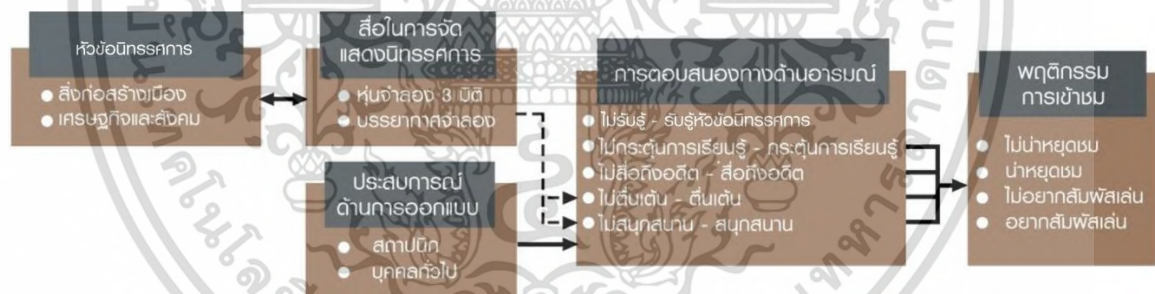 หัวข้อนิทรรศการ
● สิ่งก่อสร้างเมือง
● เศรษฐกิจและสังคม
สื่อในการจัด
แสดงนิทรรศการ
● หุ่นจำลอง 3 มิติ
● บรรยากาศจำลอง
ประสบการณ์
ด้านการออกแบบ
● สถาปนิก
● บุคคลทั่วไป
การตอบสนองทางด้านอารมณ์
● ไม่รับรู้ - รับรู้หัวข้อนิทรรศการ
● ไม่กระตุ้นการเรียนรู้ - กระตุ้นการเรียนรู้
● ไม่สื่อถึงอดีต - สื่อถึงอดีต
● ไม่ตื่นเต้น - ตื่นเต้น
● ไม่สนุกสนาน - สนุกสนาน
พฤติกรรม
การเข้าชม
● ไม่น่าหยุดชม
● น่าหยุดชม
● ไม่อยากสัมผัสเล่น
● อยากสัมผัสเล่น